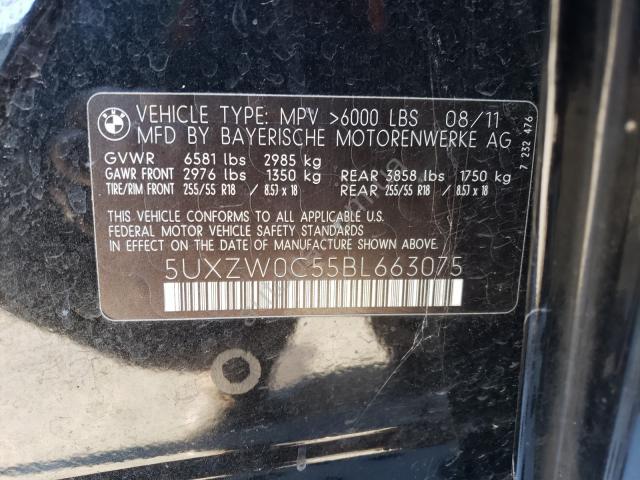 BMW
VEHICLE TYPE: MPV >6000 LBS 08/11
MFD BY BAYERISCHE MOTORENWERKE AG
GVWR 6581 lbs 2985 kg
GAWR FRONT 2976 lbs 1350 kg REAR 3858 lbs 1750 kg
TIRE/RIM FRONT 255/55 R18 / 8.5J x 18 REAR 255/55 R18 / 8.5J x 18
THIS VEHICLE CONFORMS TO ALL APPLICABLE U.S.
FEDERAL MOTOR VEHICLE SAFETY STANDARDS
IN EFFECT ON THE DATE OF MANUFACTURE SHOWN ABOVE.
5UXZW0C55BL663075
7 232 476